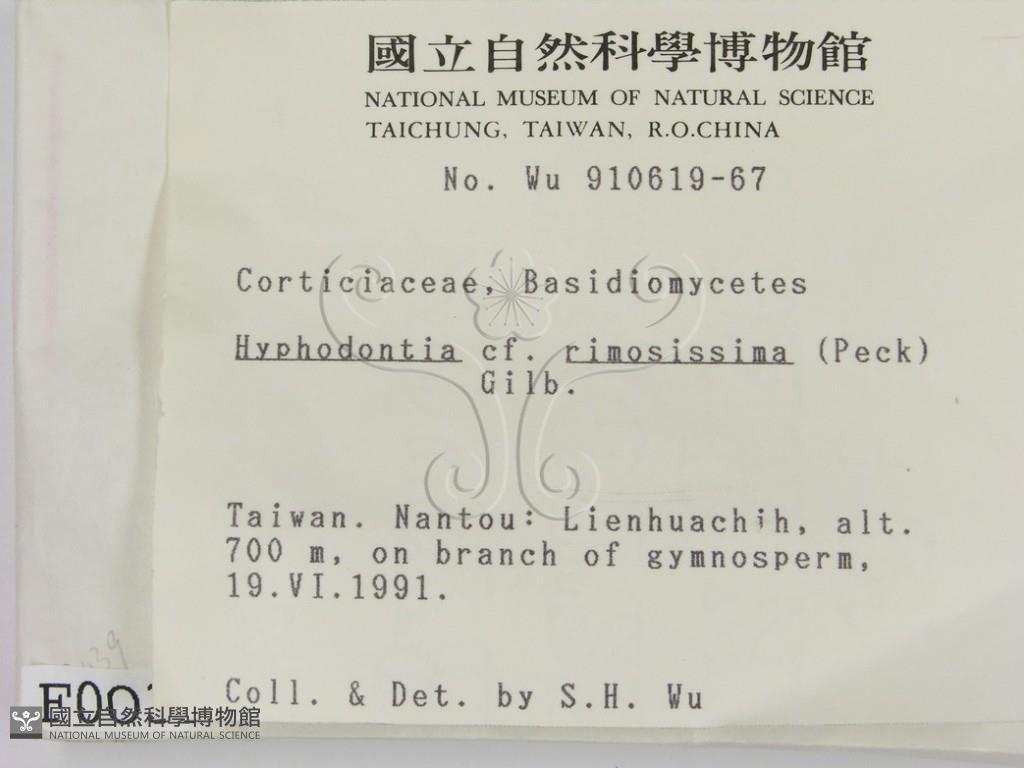 國立自然科學博物館
NATIONAL MUSEUM OF NATURAL SCIENCE
TAICHUNG, TAIWAN, R.O.CHINA
No. Wu 910619-67
Corticiaceae, Basidiomycetes
Hyphodontia cf. rimosissima (Peck)
Gilb.
Taiwan. Nantou: Lienhuachih, alt.
700 m, on branch of gymnosperm,
19.VI.1991.
Coll. & Det. by S.H. Wu
國立自然科學博物館
NATIONAL MUSEUM OF NATURAL SCIENCE